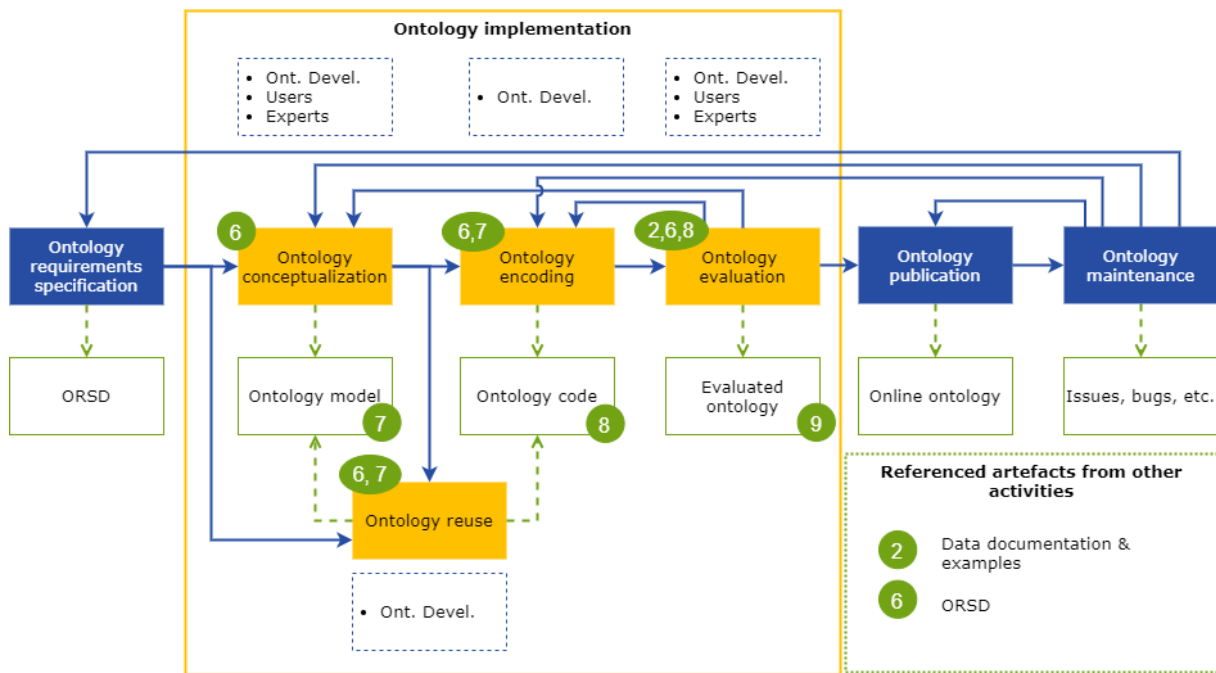 Ontology implementation
• Ont. Devel.
• Users
• Experts
• Ont. Devel.
• Ont. Devel.
• Users
• Experts
Ontology
requirements
specification
6
Ontology
conceptualization
6,7
Ontology
encoding
2,6,8
Ontology
evaluation
Ontology
publication
Ontology
maintenance
ORSD
Ontology model
7
Ontology code
8
Evaluated
ontology
9
Online ontology
Issues, bugs, etc.
6, 7
Ontology reuse
• Ont. Devel.
Referenced artefacts from other
activities
2
Data documentation &
examples
6
ORSD